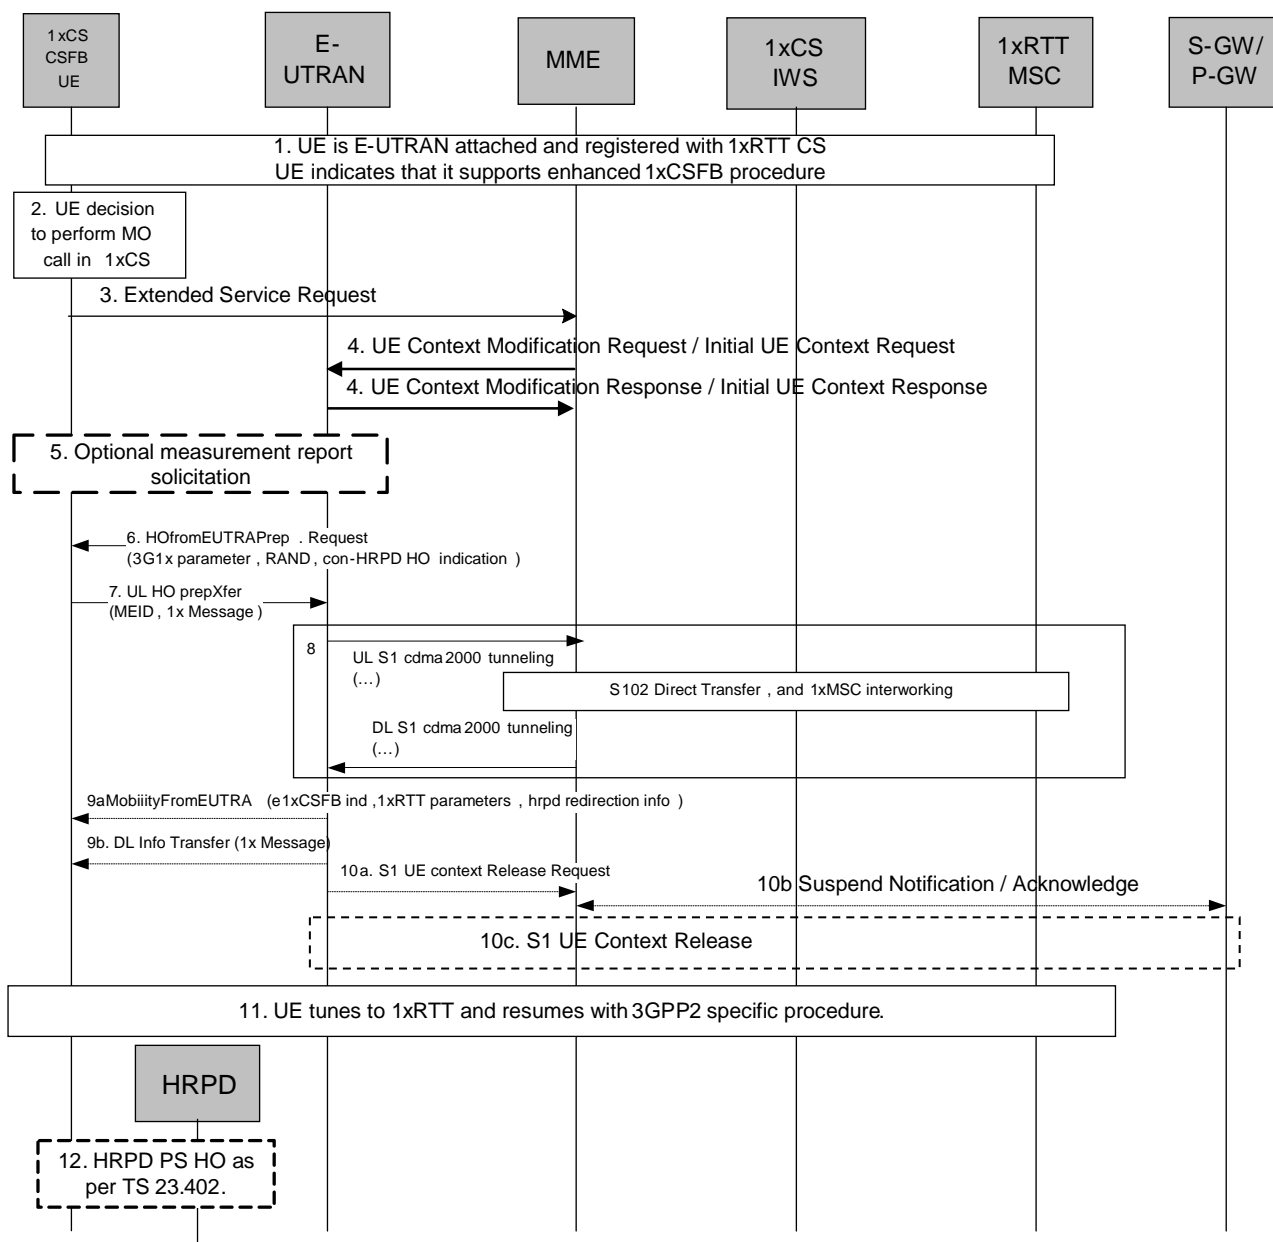 1xCS
CSFB
UE
E-
UTRAN
MME
1xCS
IWS
1xRTT
MSC
S-GW/
P-GW
1. UE is E-UTRAN attached and registered with 1xRTT CS
UE indicates that it supports enhanced 1xCSFB procedure
2. UE decision
to perform MO
call in 1xCS
3. Extended Service Request
4. UE Context Modification Request / Initial UE Context Request
4. UE Context Modification Response / Initial UE Context Response
5. Optional measurement report
solicitation
6. HOfromEUTRAPrep . Request
(3G1x parameter , RAND , con-HRPD HO indication )
7. UL HO prepXfer
(MEID , 1x Message )
8
UL S1 cdma2000 tunneling
(...)
S102 Direct Transfer , and 1xMSC interworking
DL S1 cdma2000 tunneling
(...)
9aMobiiityFromEUTRA (e1xCSFB ind ,1xRTT parameters , hrpd redirection info )
9b. DL Info Transfer (1x Message)
10a. S1 UE context Release Request
10b Suspend Notification / Acknowledge
10c. S1 UE Context Release
11. UE tunes to 1xRTT and resumes with 3GPP2 specific procedure.
HRPD
12. HRPD PS HO as
per TS 23.402.